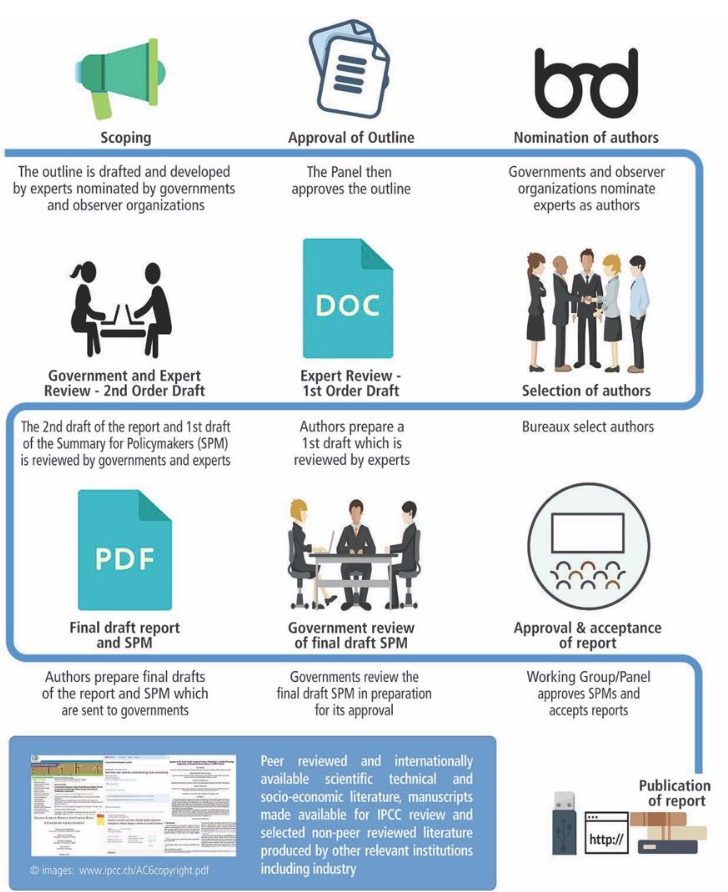 Scoping
The outline is drafted and developed
by experts nominated by governments
and observer organizations
Approval of Outline
The Panel then
approves the outline
Nomination of authors
Governments and observer
organizations nominate
experts as authors
Selection of authors
Bureaux select authors
DOC
Expert Review -
1st Order Draft
Authors prepare a
1st draft which is
reviewed by experts
Government and Expert
Review - 2nd Order Draft
The 2nd draft of the report and 1st draft
of the Summary for Policymakers (SPM)
is reviewed by governments and experts
PDF
Final draft report
and SPM
Authors prepare final drafts
of the report and SPM which
are sent to governments
Government review
of final draft SPM
Governments review the
final draft SPM in preparation
for its approval
Approval & acceptance
of report
Working Group/Panel
approves SPMs and
accepts reports
Publication
of report
http://
Peer reviewed and internationally
available scientific technical and
socio-economic literature, manuscripts
made available for IPCC review and
selected non-peer reviewed literature
produced by other relevant institutions
including industry
© images: www.ipcc.ch/AC6copyright.pdf